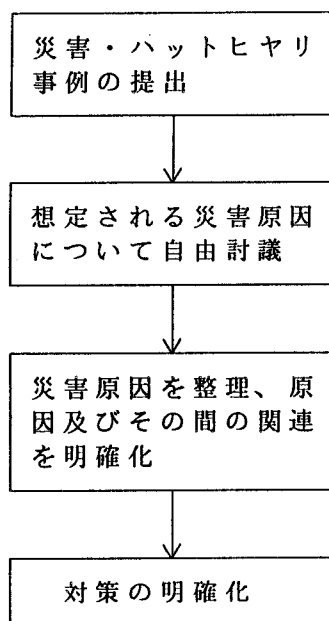 災害・ハットヒヤリ
事例の提出
想定される災害原因
について自由討議
災害原因を整理、原
因及びその間の関連
を明確化
対策の明確化